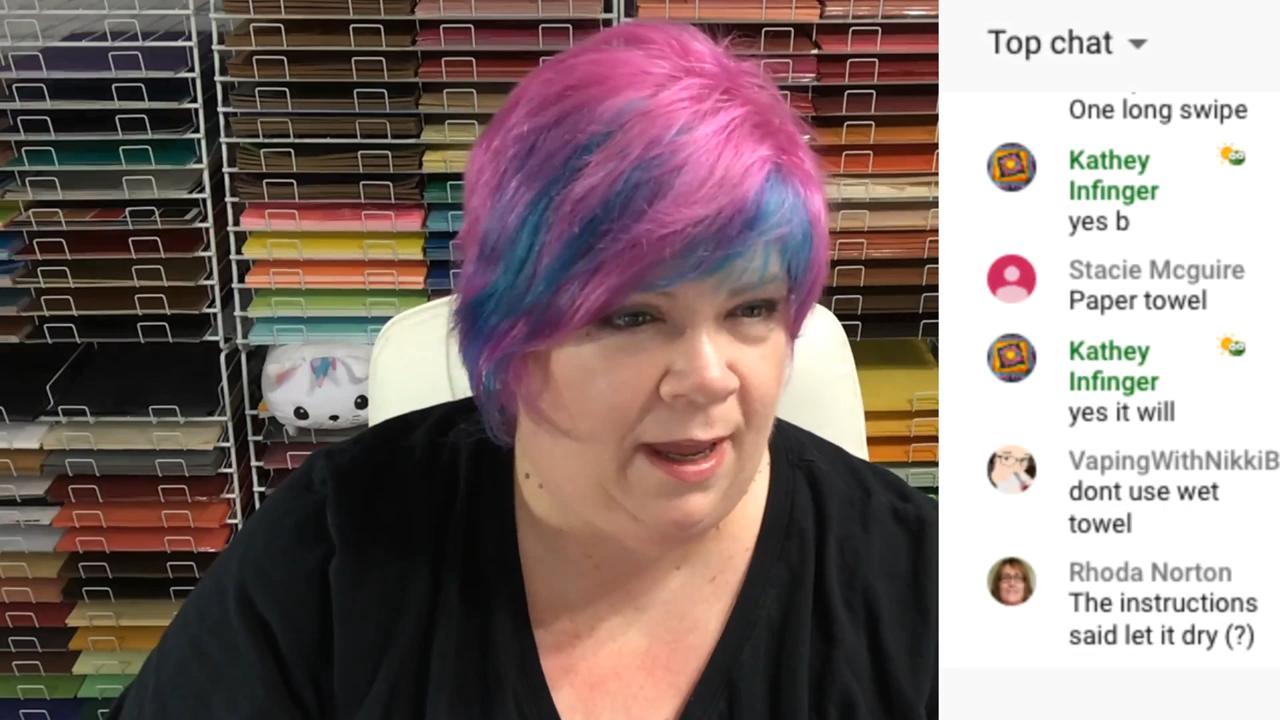 Top chat
One long swipe
Kathey
Infinger
yes b
Stacie Mcguire
Paper towel
Kathey
Infinger
yes it will
VapingWithNikkiB
dont use wet
towel
Rhoda Norton
The instructions
said let it dry (?)